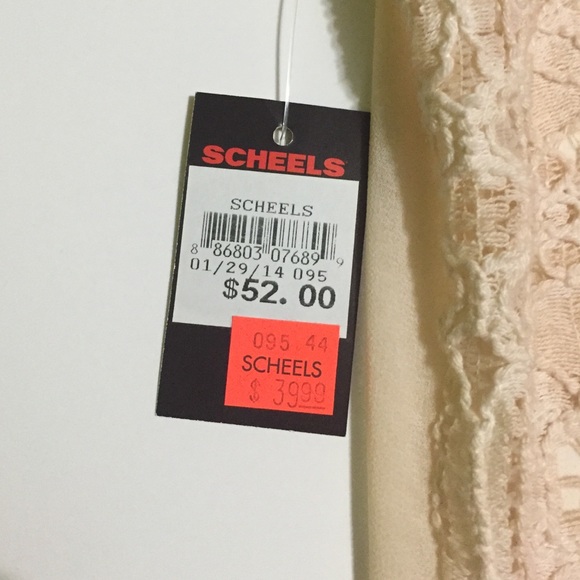 SCHEELS
SCHEELS
8 86803 07689 9
01/29/14 095
$52.00
095 44
SCHEELS
$ 39.99